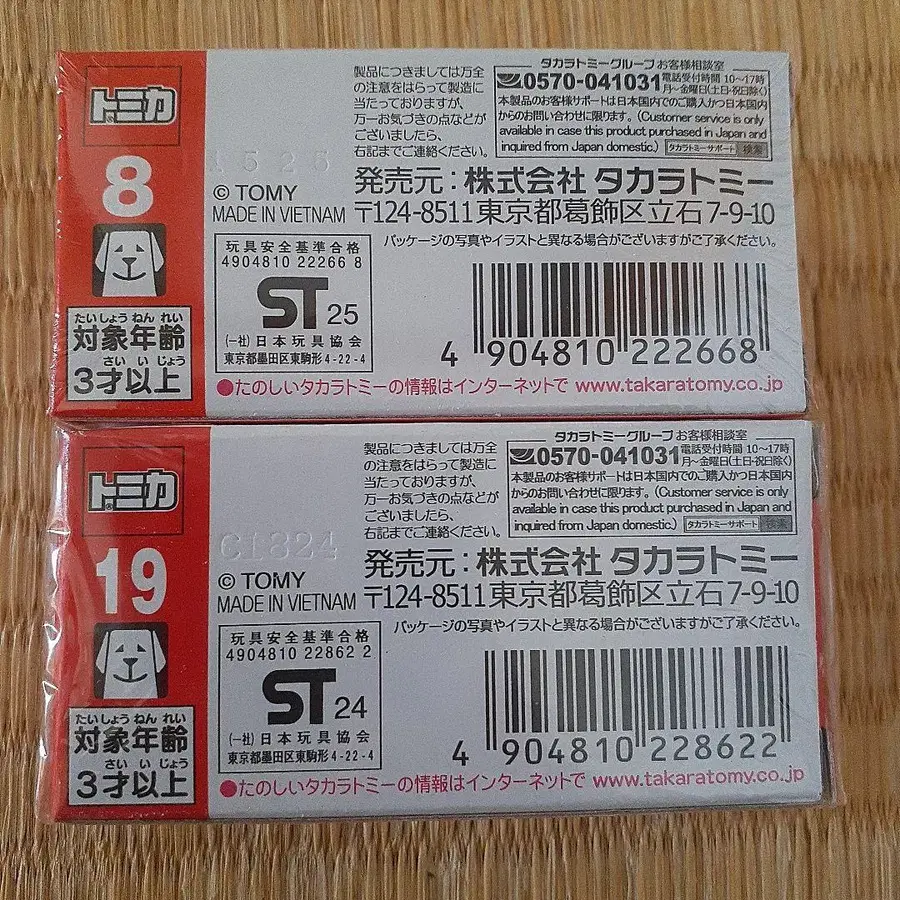 トミカ
8
たいしょうねんれい
対象年齢
さいいじょう
3才以上
製品につきましては万全
の注意をはらって製造に
当たっておりますが、
万一お気づきの点などが
ございましたら、
右記までご連絡ください。
タカラトミーグループ お客様相談室
0570-041031 電話受付時間 10〜17時
月〜金曜日(土・日・祝日除く)
本製品のお客様サポートは日本国内でのご購入かつ日本国内
からのお問い合わせに限ります。(Customer service is only
available in case this product purchased in Japan and
inquired from Japan domestic.) タカラトミーサポート 検索
© TOMY
MADE IN VIETNAM
発売元：株式会社 タカラトミー
〒124-8511 東京都葛飾区立石 7-9-10
パッケージの写真やイラストと異なる場合がございますがご了承ください。
玩具安全基準合格
4904810 22266 8
ST 25
(一社)日本玩具協会
東京都墨田区東駒形4-22-4
4 904810 222668
●たのしいタカラトミーの情報はインターネットで www.takaratomy.co.jp
トミカ
19
たいしょうねんれい
対象年齢
さいいじょう
3才以上
製品につきましては万全
の注意をはらって製造に
当たっておりますが、
万一お気づきの点などが
ございましたら、
右記までご連絡ください。
タカラトミーグループ お客様相談室
0570-041031 電話受付時間 10〜17時
月〜金曜日(土・日・祝日除く)
本製品のお客様サポートは日本国内でのご購入かつ日本国内
からのお問い合わせに限ります。(Customer service is only
available in case this product purchased in Japan and
inquired from Japan domestic.) タカラトミーサポート 検索
C1824
© TOMY
MADE IN VIETNAM
発売元：株式会社 タカラトミー
〒124-8511 東京都葛飾区立石 7-9-10
パッケージの写真やイラストと異なる場合がございますがご了承ください。
玩具安全基準合格
4904810 22862 2
ST 24
(一社)日本玩具協会
東京都墨田区東駒形4-22-4
4 904810 228622
●たのしいタカラトミーの情報はインターネットで www.takaratomy.co.jp